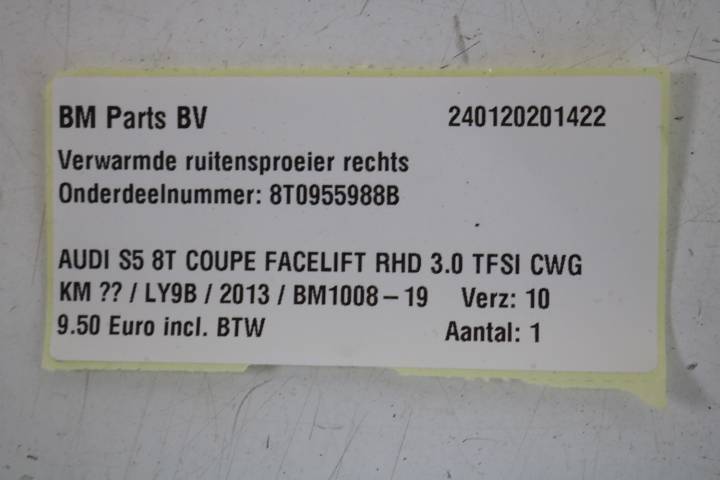 BM Parts BV 240120201422
Verwarmde ruitensproeier rechts
Onderdeelnummer: 8T0955988B
AUDI S5 8T COUPE FACELIFT RHD 3.0 TFSI CWG
KM ?? / LY9B / 2013 / BM1008-19 Verz: 10
9.50 Euro incl. BTW Aantal: 1